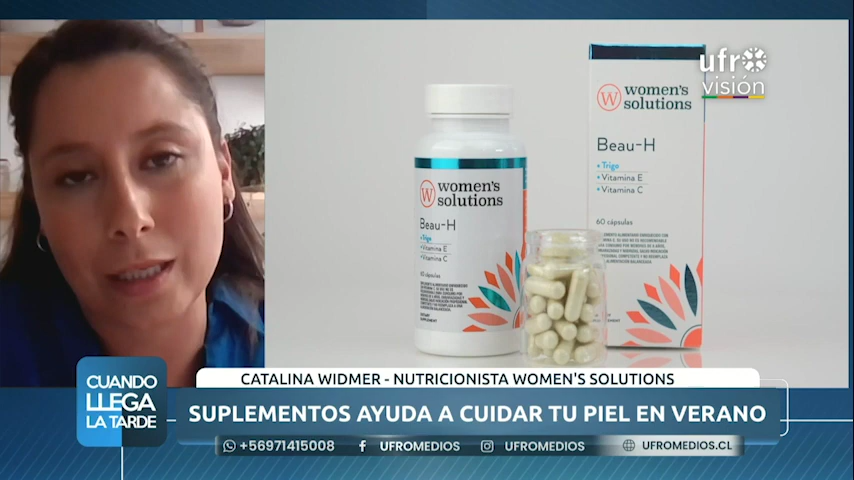 ufro
visión
W women's
solutions
Beau-H
Trigo
Vitamina E
Vitamina C
60 cápsulas
W women's
solutions
Beau-H
Trigo
Vitamina E
Vitamina C
60 cápsulas
CUANDO
LLEGA
LA TARDE
CATALINA WIDMER - NUTRICIONISTA WOMEN'S SOLUTIONS
SUPLEMENTOS AYUDA A CUIDAR TU PIEL EN VERANO
+56971415008 UFROMEDIOS UFROMEDIOS UFROMEDIOS.CL